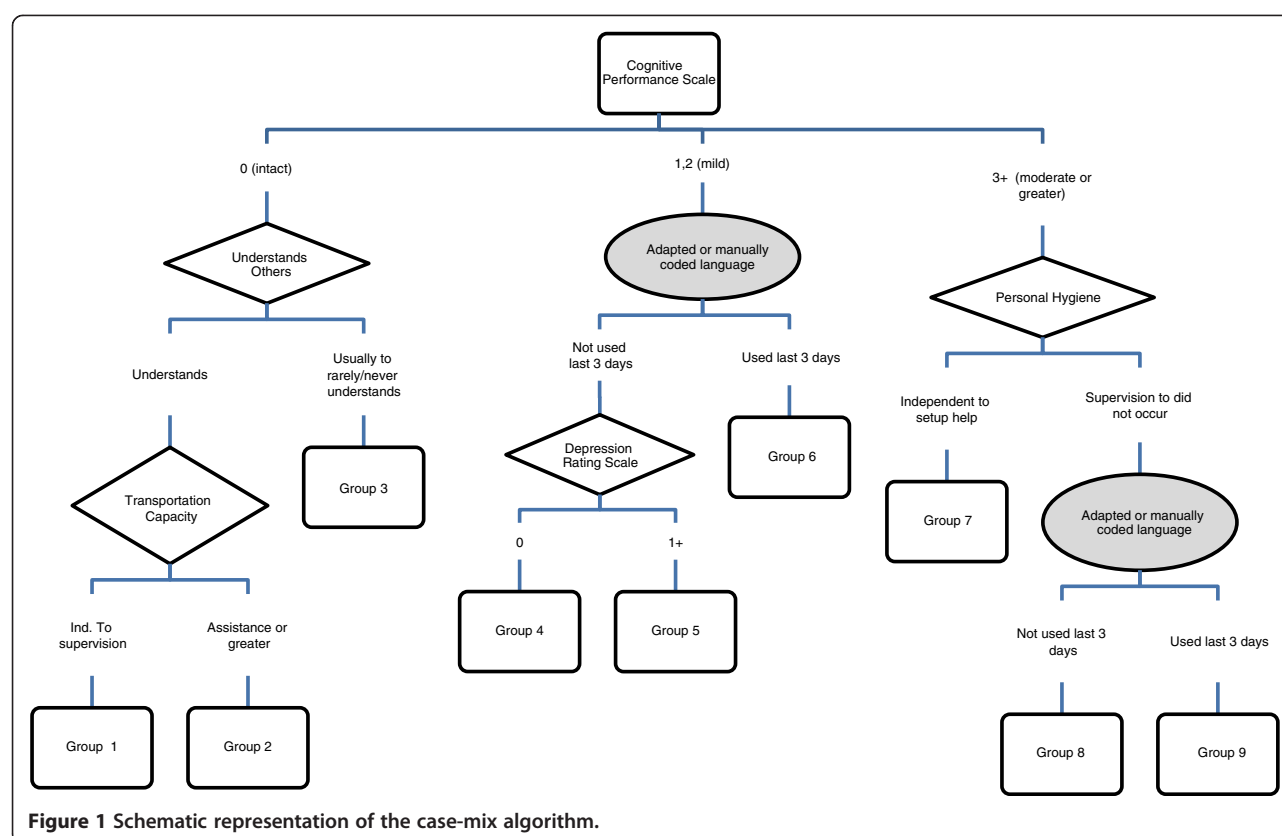 Cognitive
Performance Scale
0 (intact)
1,2 (mild)
3+ (moderate or
greater)
Understands
Others
Adapted or manually
coded language
Personal Hygiene
Understands
Usually to
rarely/never
understands
Not used
last 3 days
Used last 3 days
Independent to
setup help
Supervision to did
not occur
Transportation
Capacity
Group 3
Depression
Rating Scale
Group 6
Group 7
Adapted or manually
coded language
0
1+
Ind. To
supervision
Assistance or
greater
Group 4
Group 5
Not used last 3
days
Used last 3 days
Group 1
Group 2
Group 8
Group 9
Figure 1 Schematic representation of the case-mix algorithm.